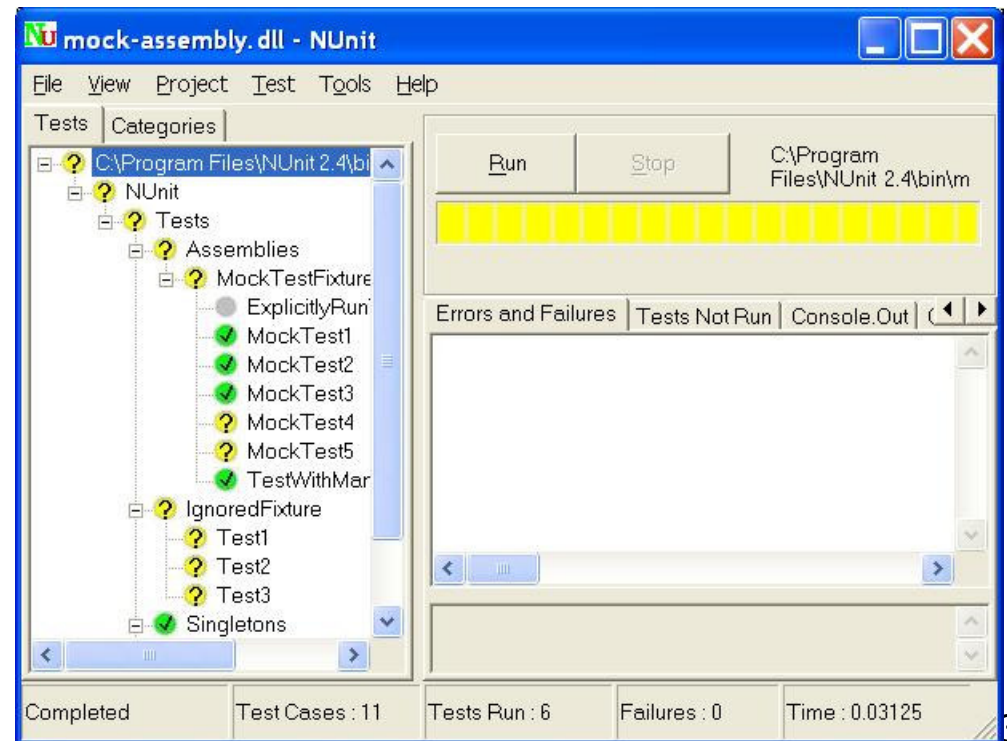 mock-assembly.dll - NUnit
File View Project Test Tools Help
Tests Categories
C:\Program Files\NUnit 2.4\bi
NUnit
Tests
Assemblies
MockTestFixture
ExplicitlyRun
MockTest1
MockTest2
MockTest3
MockTest4
MockTest5
TestWithMar
IgnoredFixture
Test1
Test2
Test3
Singletons
Run Stop
C:\Program
Files\NUnit 2.4\bin\m
Errors and Failures Tests Not Run Console.Out
Completed Test Cases : 11 Tests Run : 6 Failures : 0 Time : 0.03125